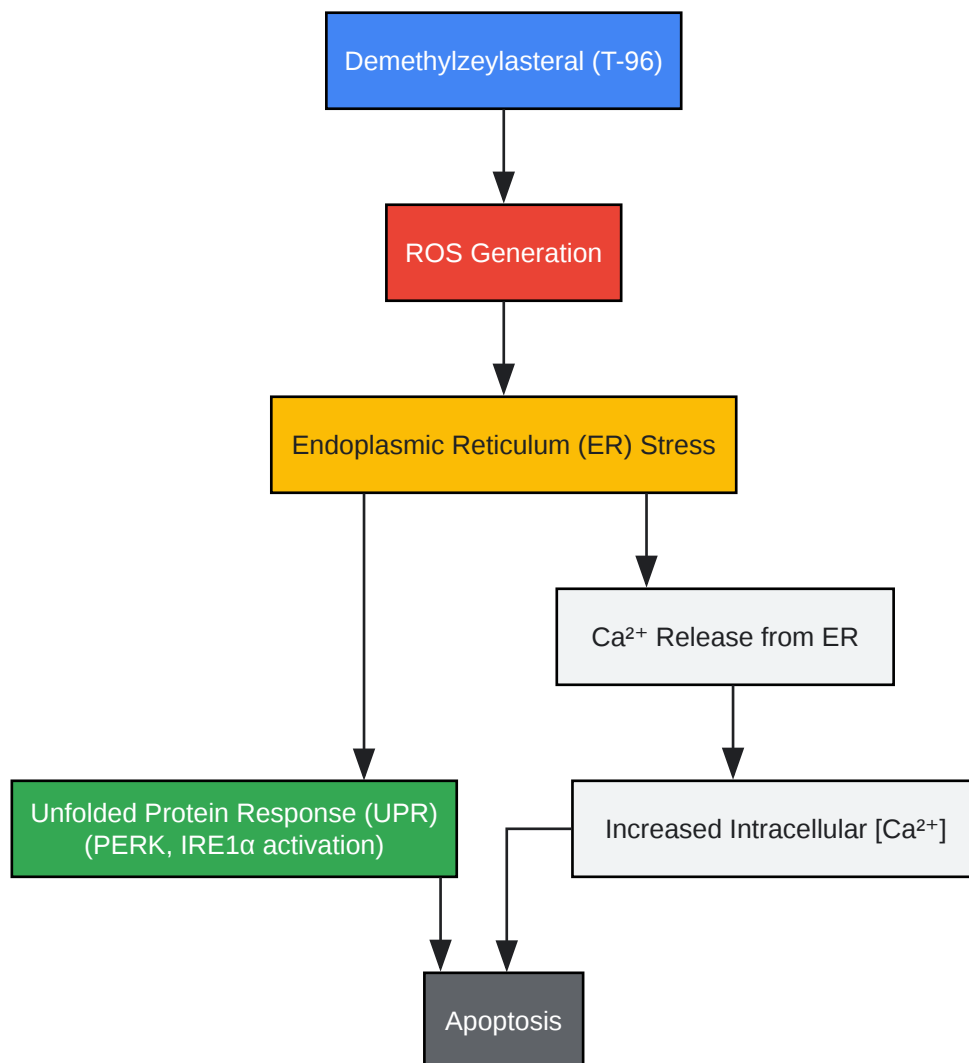 Demethylzeylasteral (T-96)
ROS Generation
Endoplasmic Reticulum (ER) Stress
Ca²⁺ Release from ER
Unfolded Protein Response (UPR)
(PERK, IRE1α activation)
Increased Intracellular [Ca²⁺]
Apoptosis